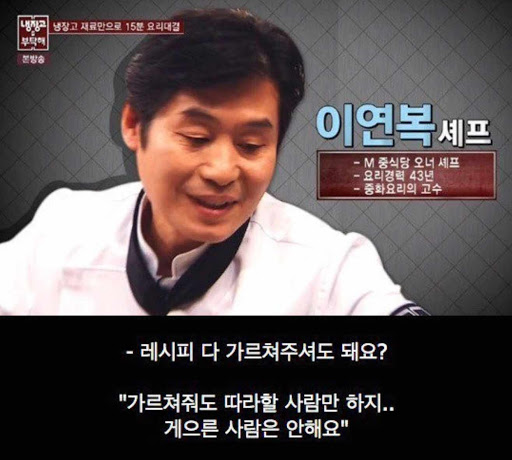 냉장고를
부탁해
본방송
냉장고 재료만으로 15분 요리대결
이연복 셰프
- M 중식당 오너 셰프
- 요리경력 43년
- 중화요리의 고수
- 레시피 다 가르쳐주셔도 돼요?
"가르쳐줘도 따라할 사람만 하지..
게으른 사람은 안해요"